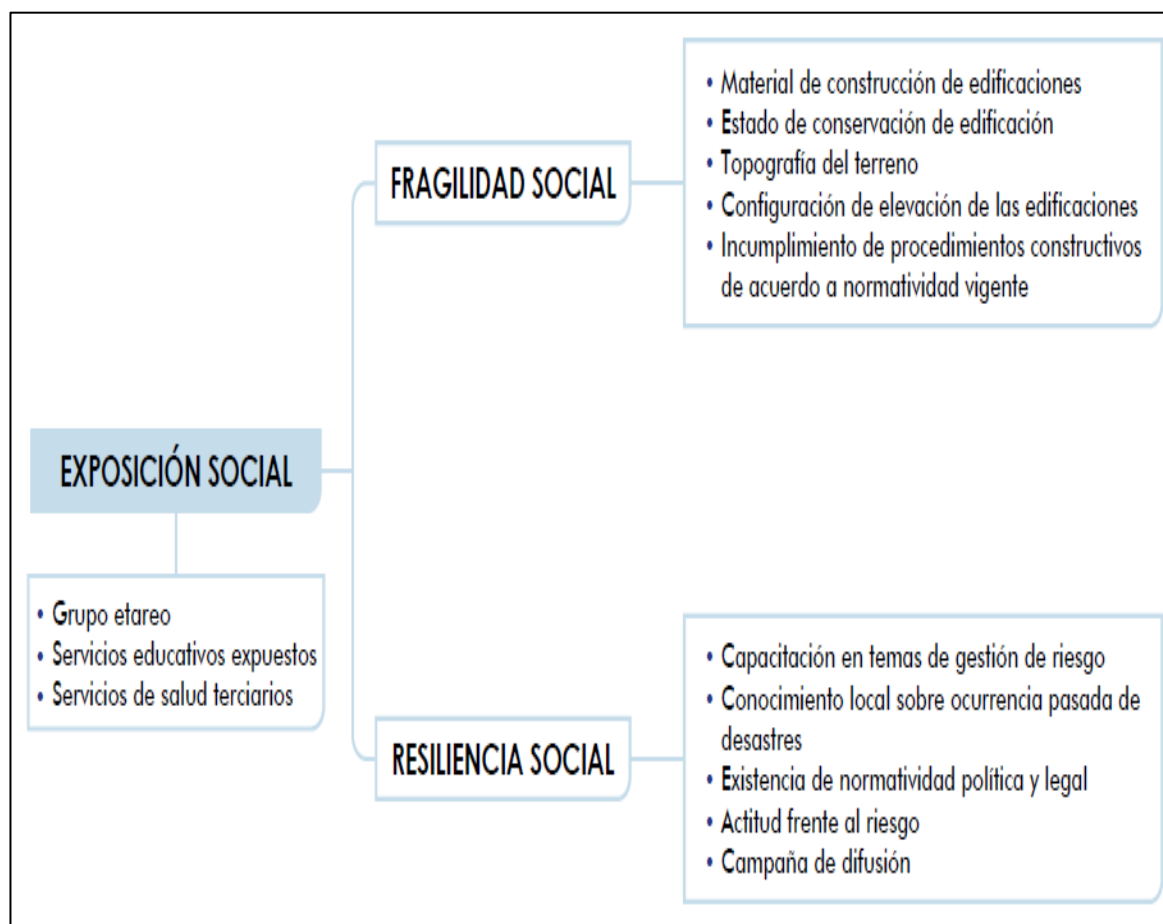 • Material de construcción de edificaciones
• Estado de conservación de edificación
• Topografía del terreno
• Configuración de elevación de las edificaciones
• Incumplimiento de procedimientos constructivos
de acuerdo a normatividad vigente
FRAGILIDAD SOCIAL
EXPOSICIÓN SOCIAL
• Grupo etareo
• Servicios educativos expuestos
• Servicios de salud terciarios
RESILIENCIA SOCIAL
• Capacitación en temas de gestión de riesgo
• Conocimiento local sobre ocurrencia pasada de
desastres
• Existencia de normatividad política y legal
• Actitud frente al riesgo
• Campaña de difusión